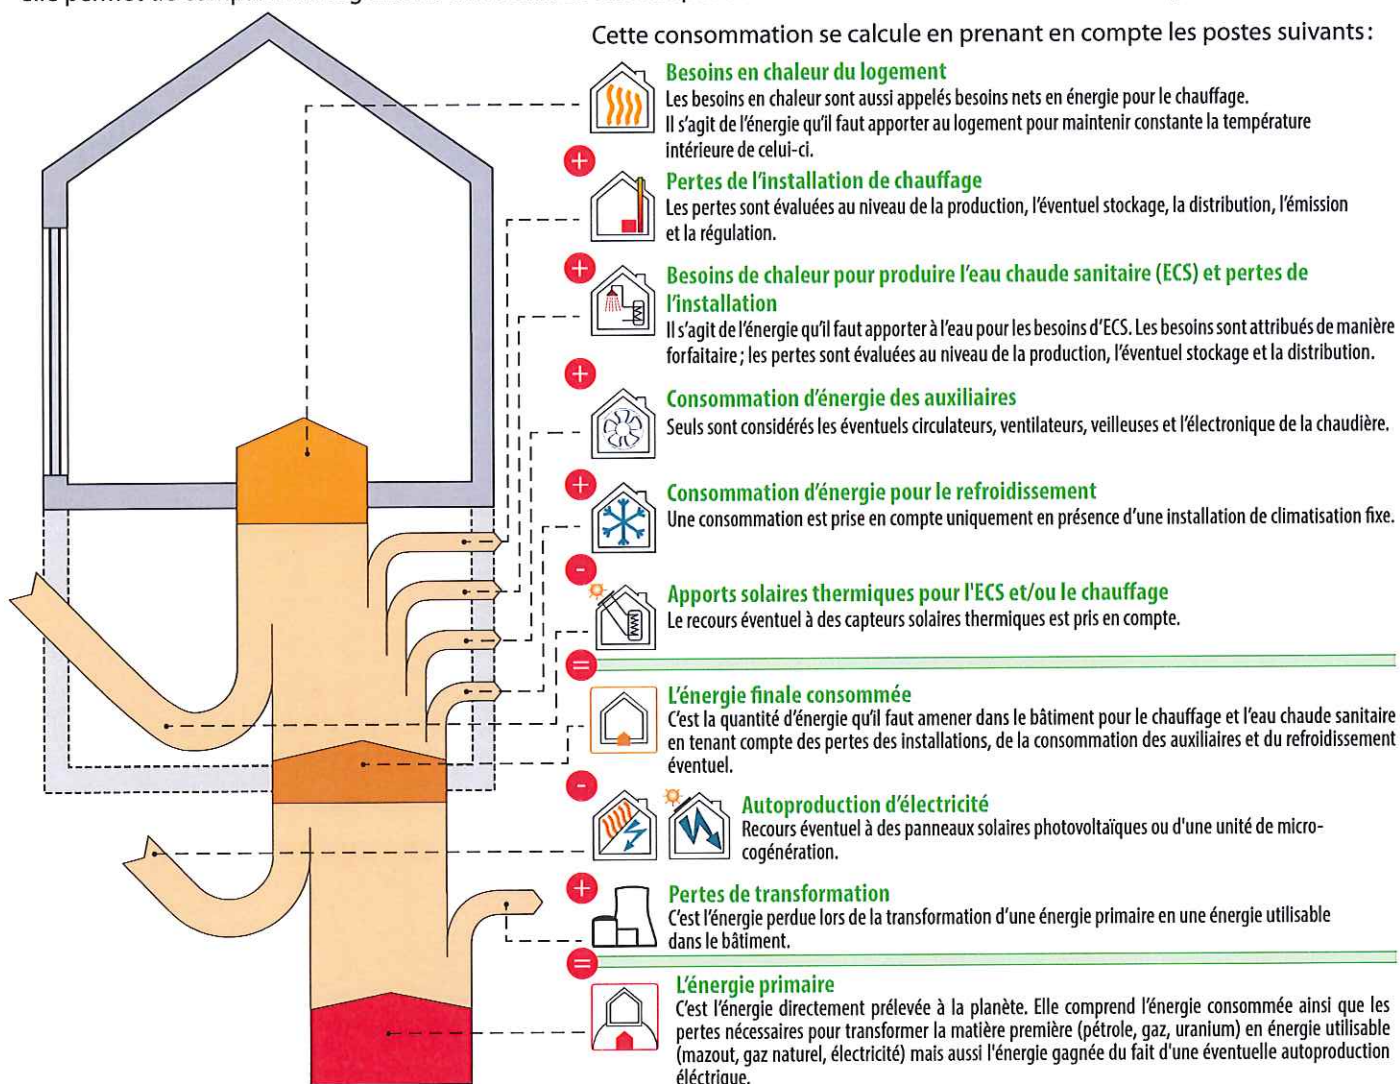 Cette consommation se calcule en prenant en compte les postes suivants:
Besoins en chaleur du logement
Les besoins en chaleur sont aussi appelés besoins nets en énergie pour le chauffage.
Il s'agit de l'énergie qu'il faut apporter au logement pour maintenir constante la température
intérieure de celui-ci.
+
Pertes de l'installation de chauffage
Les pertes sont évaluées au niveau de la production, l'éventuel stockage, la distribution, l'émission
et la régulation.
+
Besoins de chaleur pour produire l'eau chaude sanitaire (ECS) et pertes de
l'installation
Il s'agit de l'énergie qu'il faut apporter à l'eau pour les besoins d'ECS. Les besoins sont attribués de manière
forfaitaire ; les pertes sont évaluées au niveau de la production, l'éventuel stockage et la distribution.
+
Consommation d'énergie des auxiliaires
Seuls sont considérés les éventuels circulateurs, ventilateurs, veilleuses et l'électronique de la chaudière.
+
Consommation d'énergie pour le refroidissement
Une consommation est prise en compte uniquement en présence d'une installation de climatisation fixe.
-
Apports solaires thermiques pour l'ECS et/ou le chauffage
Le recours éventuel à des capteurs solaires thermiques est pris en compte.
=
L'énergie finale consommée
C'est la quantité d'énergie qu'il faut amener dans le bâtiment pour le chauffage et l'eau chaude sanitaire
en tenant compte des pertes des installations, de la consommation des auxiliaires et du refroidissement
éventuel.
-
Autoproduction d'électricité
Recours éventuel à des panneaux solaires photovoltaïques ou d'une unité de micro-
cogénération.
+
Pertes de transformation
C'est l'énergie perdue lors de la transformation d'une énergie primaire en une énergie utilisable
dans le bâtiment.
=
L'énergie primaire
C'est l'énergie directement prélevée à la planète. Elle comprend l'énergie consommée ainsi que les
pertes nécessaires pour transformer la matière première (pétrole, gaz, uranium) en énergie utilisable
(mazout, gaz naturel, électricité) mais aussi l'énergie gagnée du fait d'une éventuelle autoproduction
éléctrique.